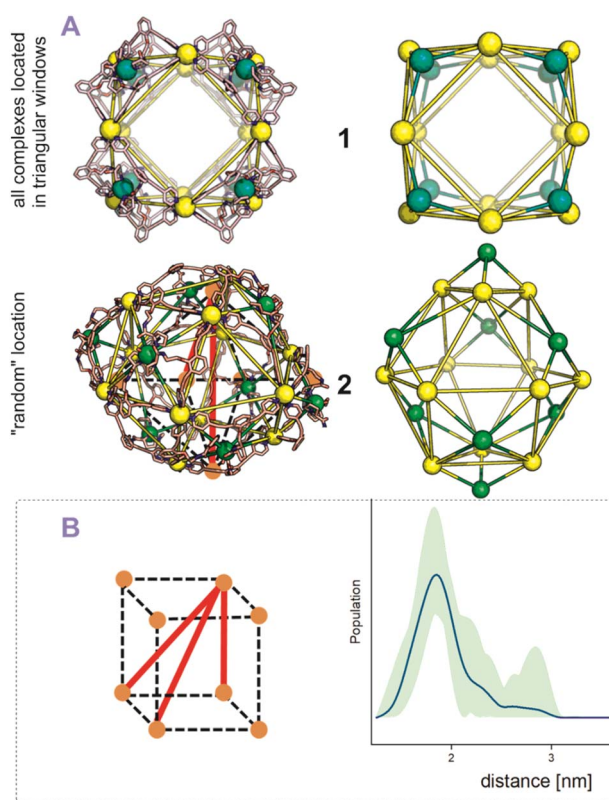 A
all complexes located
in triangular windows
1
"random" location
2
B
Population
2
3
distance [nm]